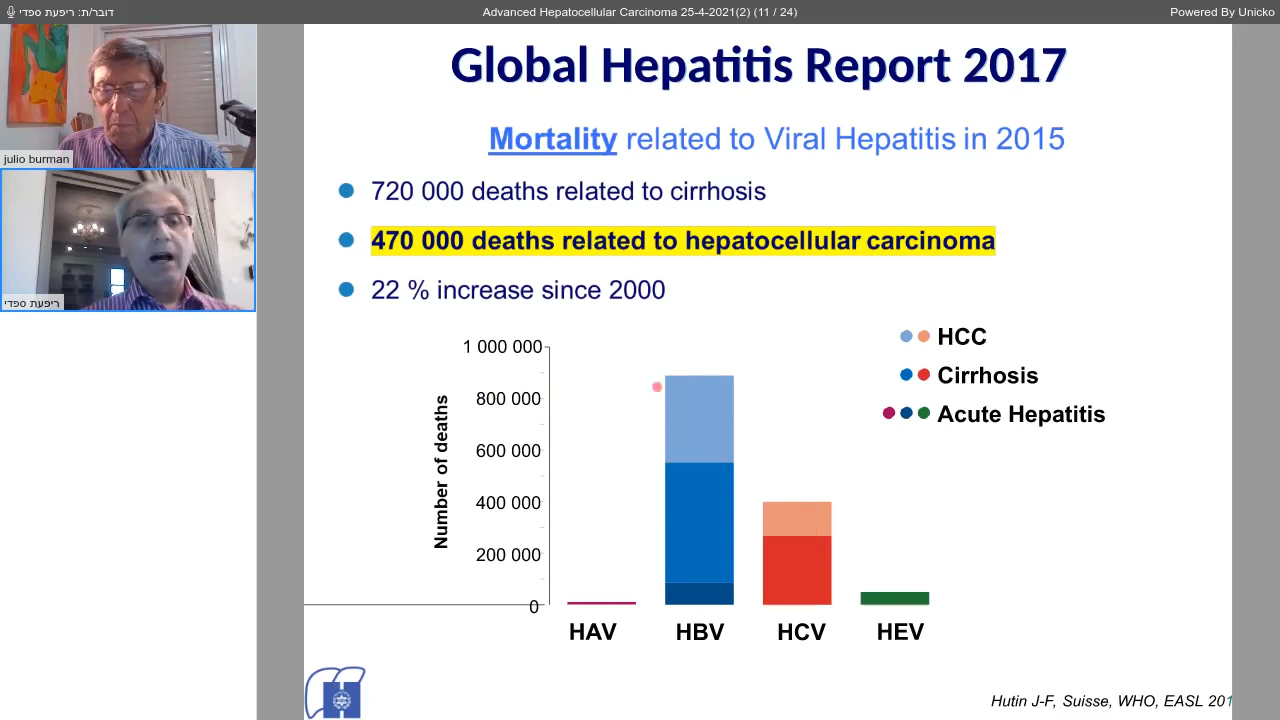 דובר/ת: ריפעת ספדי
Advanced Hepatocellular Carcinoma 25-4-2021(2) (11 / 24)
Powered By Unicko
julio burman
ריפעת ספדי
Global Hepatitis Report 2017
Mortality related to Viral Hepatitis in 2015
720 000 deaths related to cirrhosis
470 000 deaths related to hepatocellular carcinoma
22 % increase since 2000
HCC
Cirrhosis
Acute Hepatitis
Number of deaths
1 000 000
800 000
600 000
400 000
200 000
0
HAV
HBV
HCV
HEV
Hutin J-F, Suisse, WHO, EASL 201